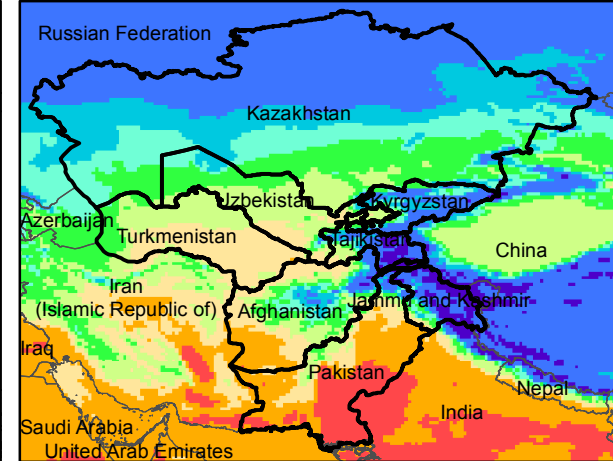 Russian Federation
Kazakhstan
Uzbekistan
Kyrgyzstan
Azerbaijan
Turkmenistan
Tajikistan
China
Iran
(Islamic Republic of)
Afghanistan
Jammu and Kashmir
Iraq
Pakistan
Nepal
India
Saudi Arabia
United Arab Emirates